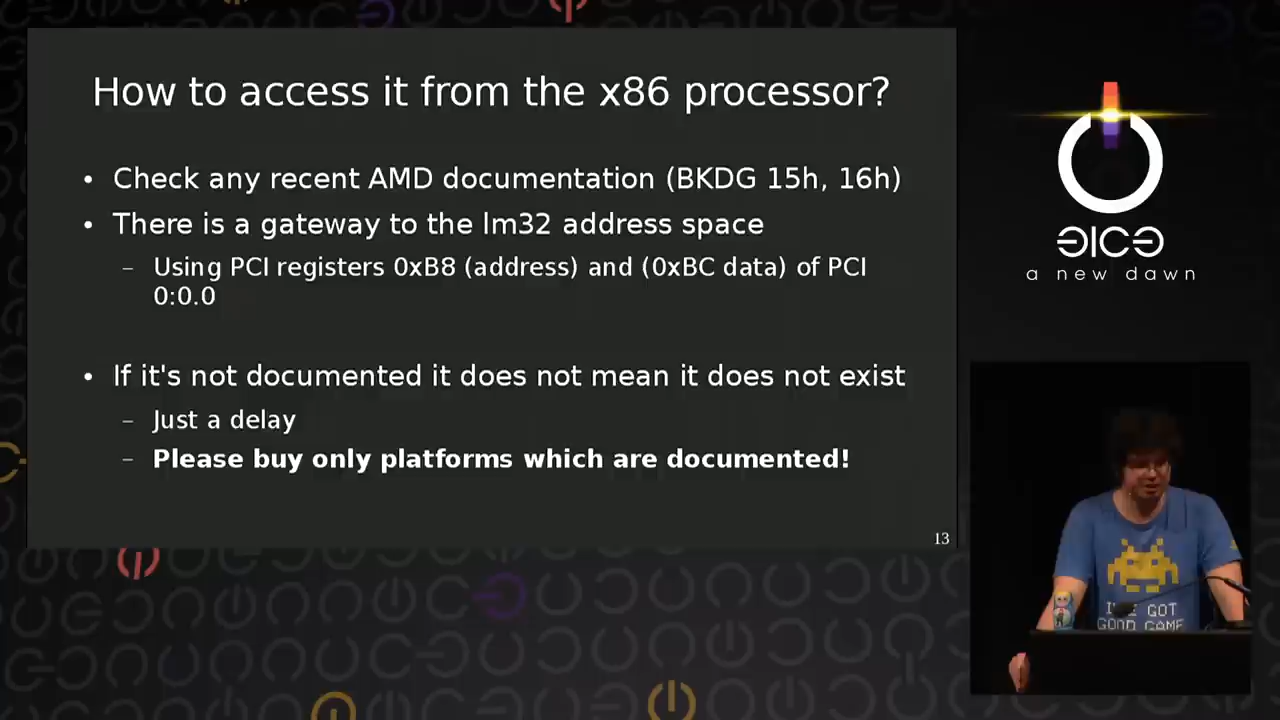 How to access it from the x86 processor?
• Check any recent AMD documentation (BKDG 15h, 16h)
• There is a gateway to the lm32 address space
– Using PCI registers 0xB8 (address) and (0xBC data) of PCI
0:0.0
• If it's not documented it does not mean it does not exist
– Just a delay
– Please buy only platforms which are documented!
13
a new dawn
I'VE GOT
GOOD GAME